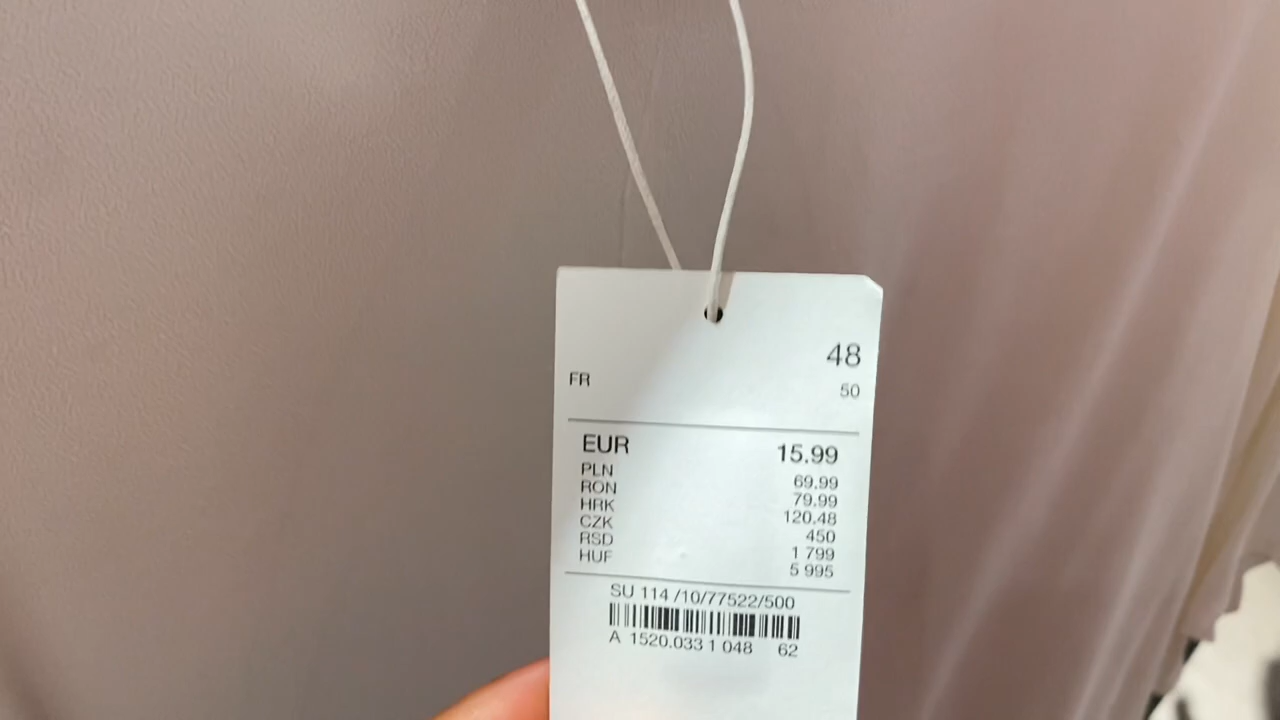 48
FR 50
EUR 15.99
PLN 69.99
RON 79.99
HRK 120.48
CZK 450
RSD 1 799
HUF 5 995
SU 114 /10/77522/500
A 1520.033 1 048 62